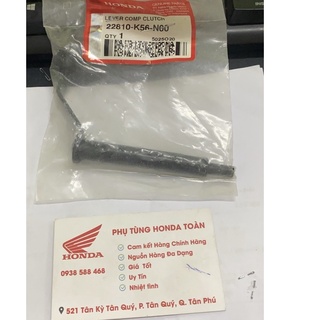 HONDA
LEVER COMP CLUTCH
22810-K56-N00
QTY 1
PHỤ TÙNG HONDA TOÀN
HONDA
0938 588 468
Cam kết Hàng Chính Hãng
Nguồn Hàng Đa Dạng
Giá Tốt
Uy Tín
Nhiệt tình
521 Tân Kỳ Tân Quý, P. Tân Quý, Q. Tân Phú